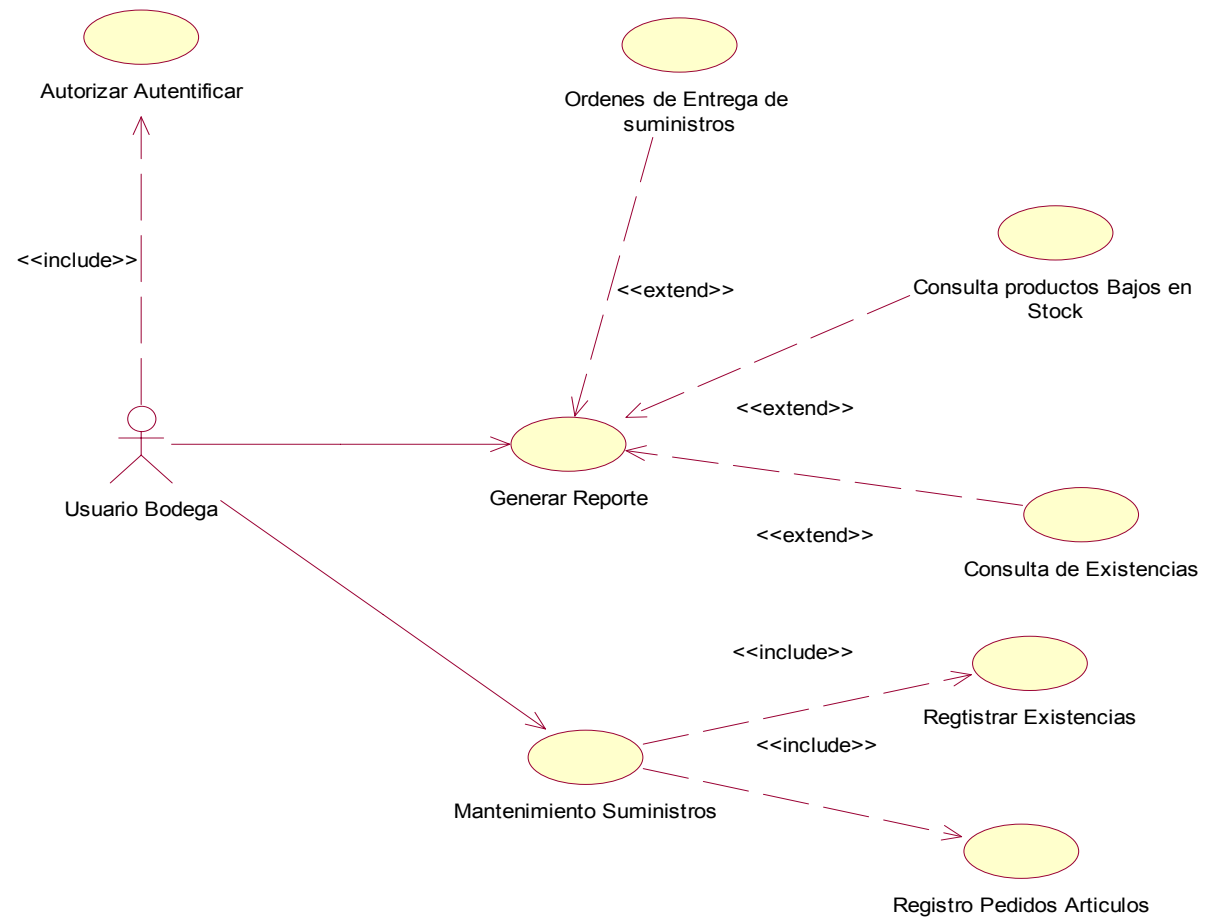 Autorizar Autentificar
Ordenes de Entrega de
suministros
<<include>>
<<extend>>
Consulta productos Bajos en
Stock
<<extend>>
Generar Reporte
Usuario Bodega
<<extend>>
Consulta de Existencias
<<include>>
Regtistrar Existencias
<<include>>
Mantenimiento Suministros
Registro Pedidos Articulos